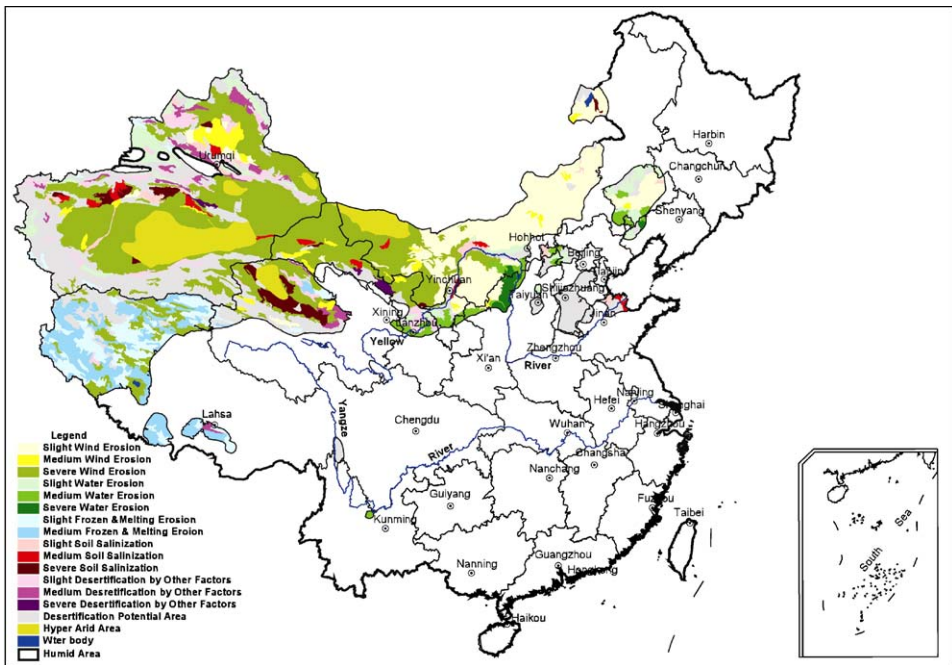 Harbin
Changchun
Urumqi
Shenyang
Hohhot
Beijing
Tianjin
Yinchuan
Shijiazhuang
Taiyuan
Xining
Jinan
Lanzhou
Yellow
Zhengzhou
River
Xi'an
Nanjing
Hefei
Shanghai
Lahsa
Yangze
Chengdu
Wuhan
Hangzhou
River
Changsha
Nanchang
Guiyang
Fuzhou
Taibei
Kunming
Guangzhou
Nanning
Haikou
South
Sea
Legend
Slight Wind Erosion
Medium Wind Erosion
Severe Wind Erosion
Slight Water Erosion
Medium Water Erosion
Severe Water Erosion
Slight Frozen &Melting Erosion
Medium Frozen & Melting Eroion
Slight Soil Salinization
Medium Soil Salinization
Severe Soil Salinization
Slight Desertification by Other Factors
Medium Desretification by Other Factors
Severe Desertification by Other Factors
Desertification Potential Area
Hyper Arid Area
Wter body
Humid Area